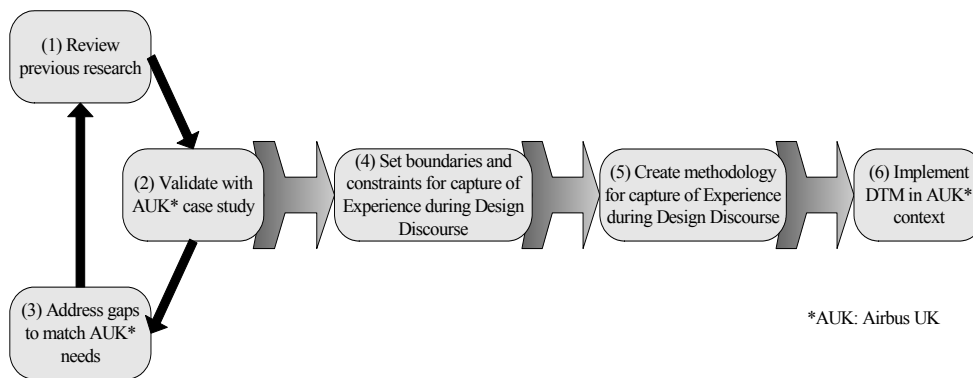 (1) Review
previous research
(2) Validate with
AUK* case study
(3) Address gaps
to match AUK*
needs
(4) Set boundaries and
constraints for capture of
Experience during Design
Discourse
(5) Create methodology
for capture of Experience
during Design Discourse
(6) Implement
DTM in AUK*
context
*AUK: Airbus UK